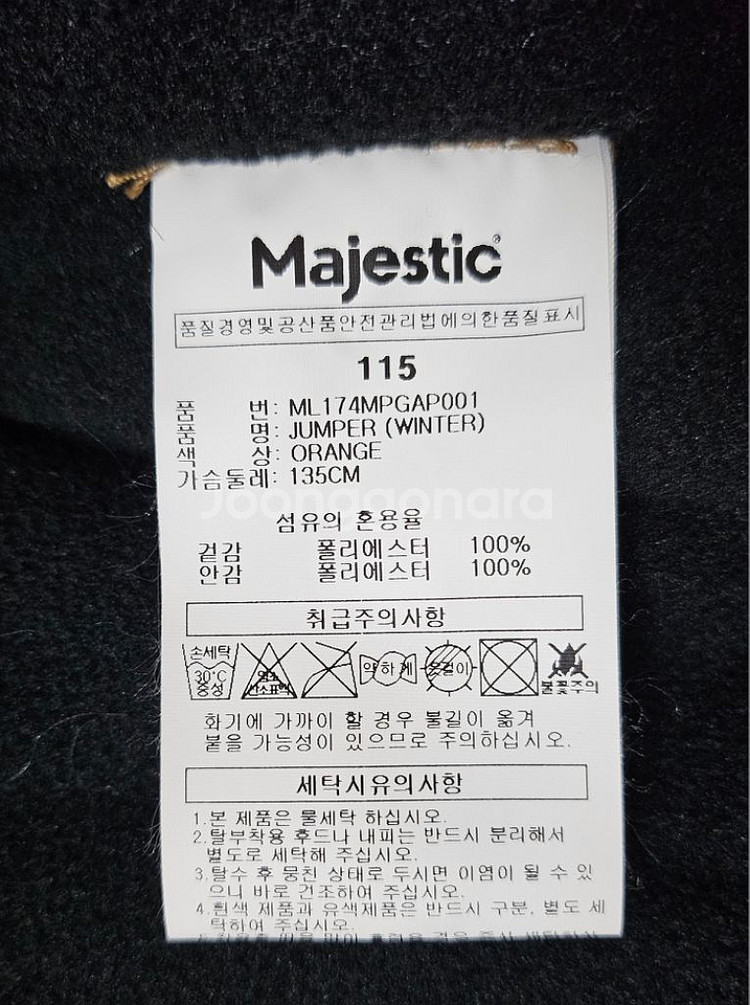 Majestic®
품질경영및공산품안전관리법에의한품질표시
115
품 번: ML174MPGAP001
품 명: JUMPER (WINTER)
색 상: ORANGE
가슴둘레: 135CM
Joonggonara
섬유의 혼용율
겉감 폴리에스터 100%
안감 폴리에스터 100%
취급주의사항
손세탁
30°C
중성
염소
산소표백
약하게
옷걸이
불꽃주의
화기에 가까이 할 경우 불길이 옮겨
붙을 가능성이 있으므로 주의하십시오.
세탁시유의사항
1.본 제품은 물세탁 하십시오.
2.탈부착용 후드나 내피는 반드시 분리해서
별도로 세탁해 주십시오.
3.탈수 후 뭉친 상태로 두시면 이염이 될 수 있
으니 바로 건조하여 주십시오.
4.흰색 제품과 유색제품은 반드시 구분, 별도 세
탁하여 주십시오.